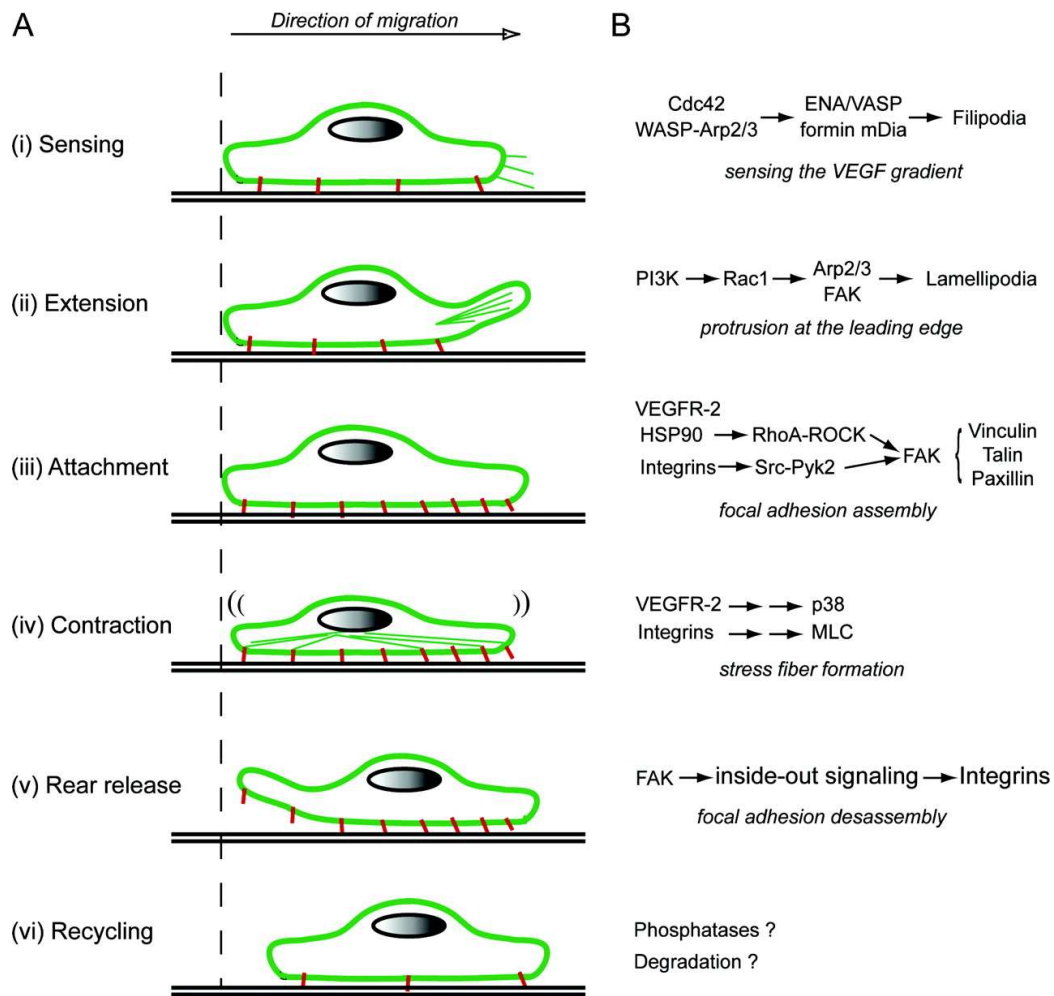 A
Direction of migration
B
(i) Sensing
Cdc42
WASP-Arp2/3
ENA/VASP
formin mDia
Filipodia
sensing the VEGF gradient
(ii) Extension
PI3K
Rac1
Arp2/3
FAK
Lamellipodia
protrusion at the leading edge
(iii) Attachment
VEGFR-2
HSP90
RhoA-ROCK
Integrins
Src-Pyk2
FAK
Vinculin
Talin
Paxillin
focal adhesion assembly
(iv) Contraction
VEGFR-2
p38
Integrins
MLC
stress fiber formation
(v) Rear release
FAK
inside-out signaling
Integrins
focal adhesion desassembly
(vi) Recycling
Phosphatases ?
Degradation ?